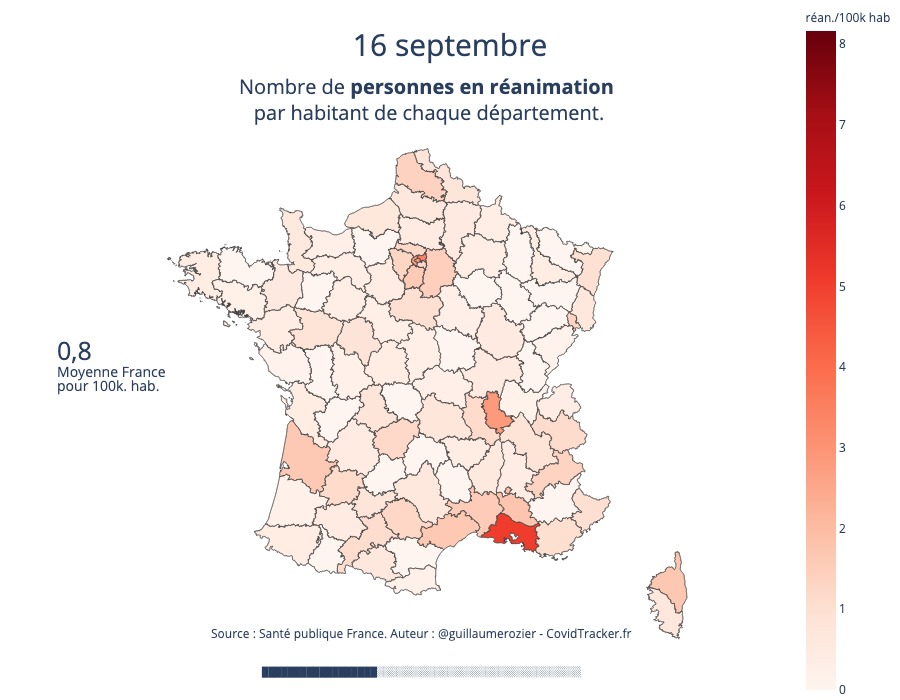 réan./100k hab
16 septembre
Nombre de personnes en réanimation
par habitant de chaque département.
8
7
6
5
4
3
2
1
0
0,8
Moyenne France
pour 100k. hab.
Source : Santé publique France. Auteur : @guillaumerozier - CovidTracker.fr